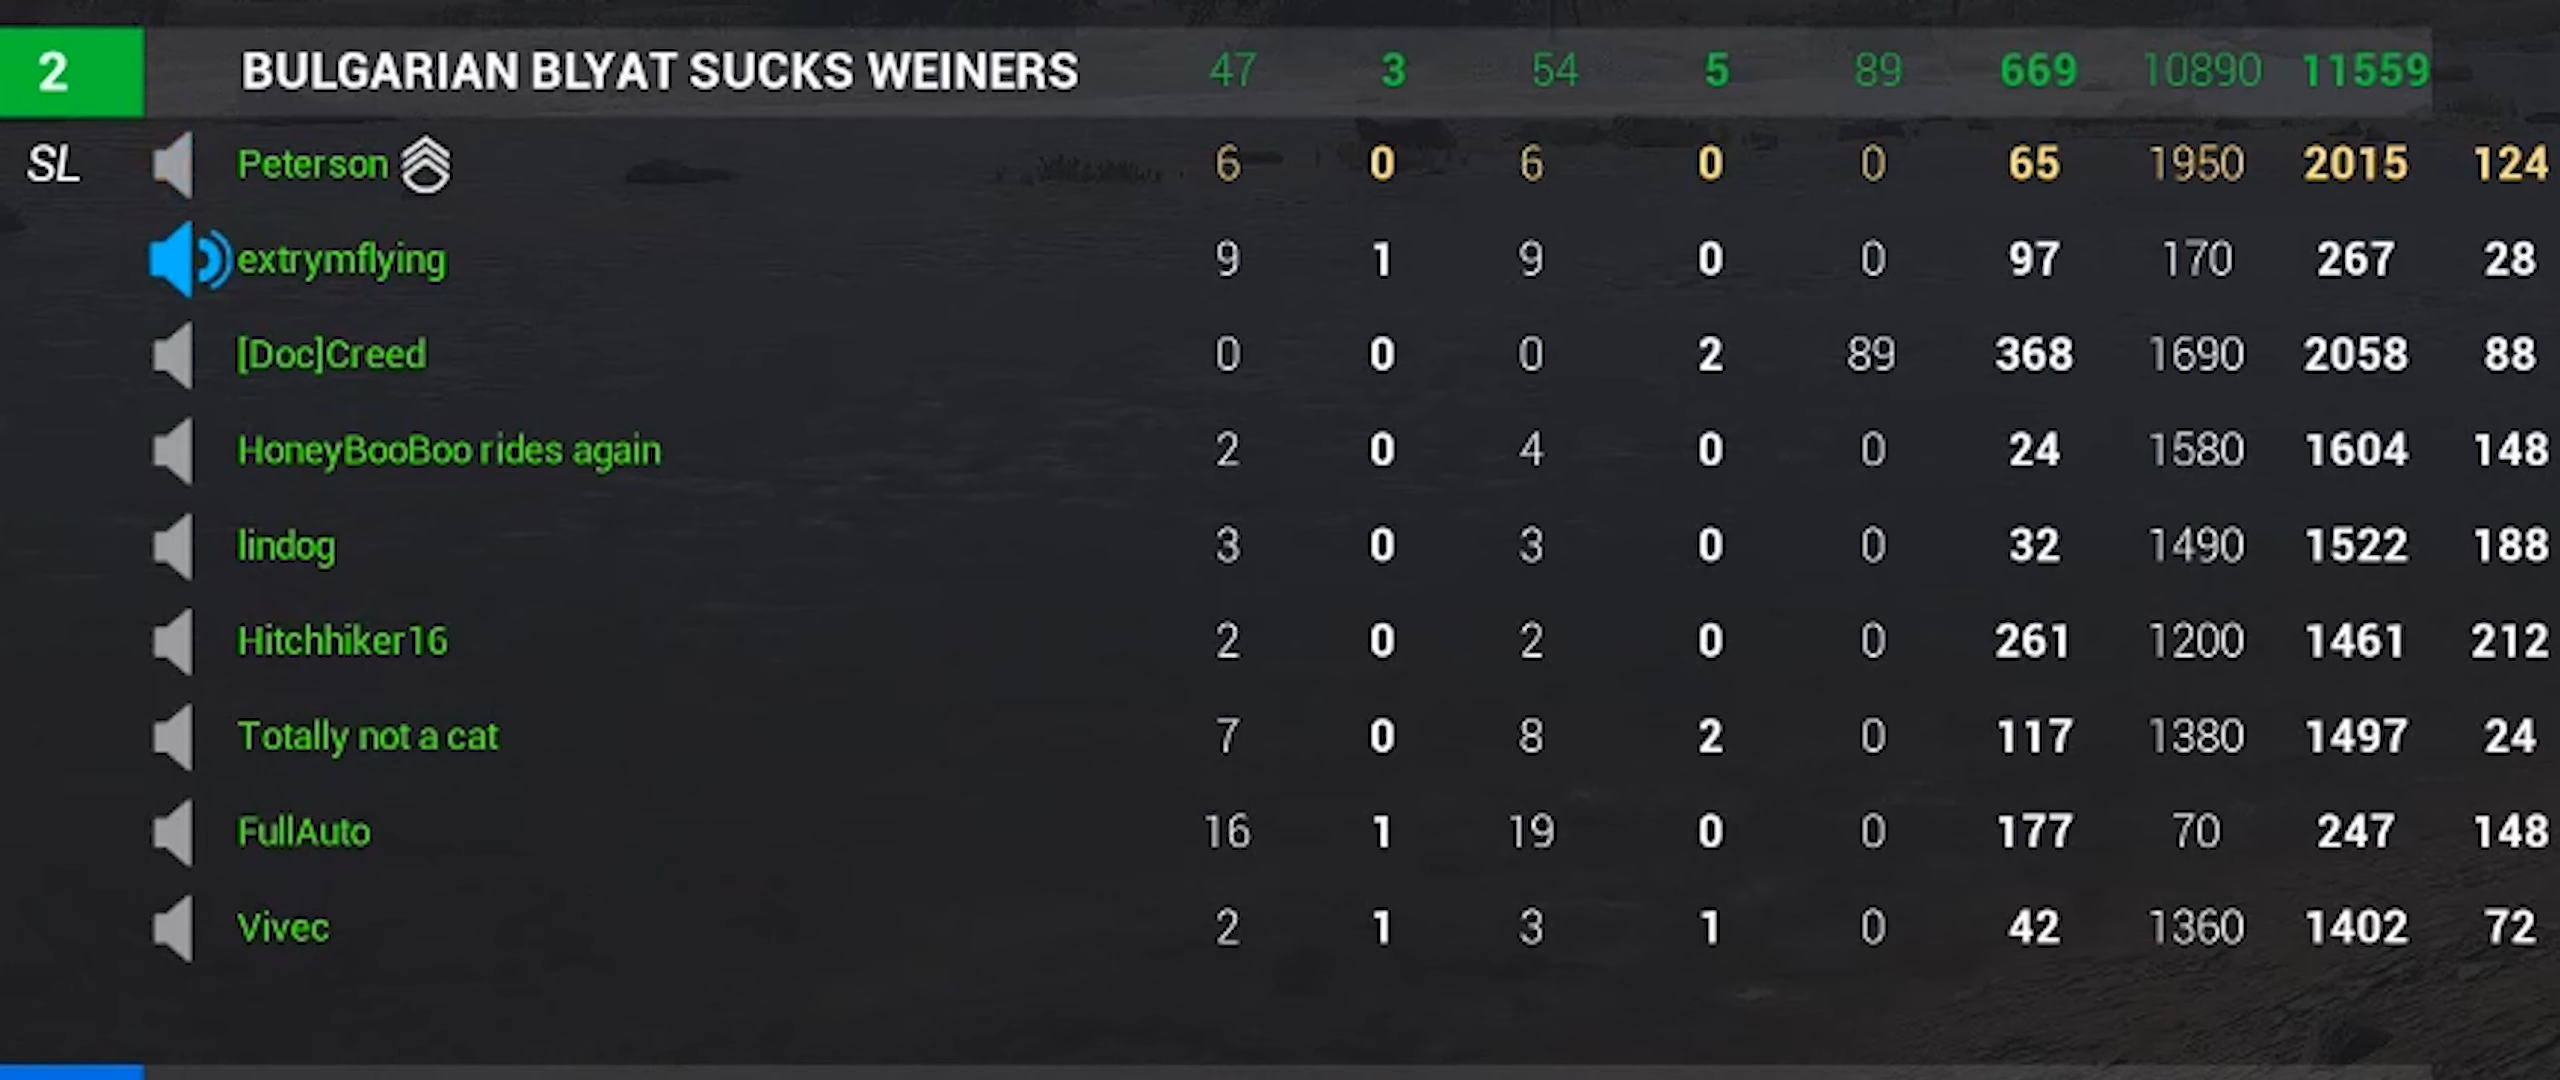 2 BULGARIAN BLYAT SUCKS WEINERS 47 3 54 5 89 669 10890 11559
SL Peterson 6 0 6 0 0 65 1950 2015 124
extrymflying 9 1 9 0 0 97 170 267 28
[Doc]Creed 0 0 0 2 89 368 1690 2058 88
HoneyBooBoo rides again 2 0 4 0 0 24 1580 1604 148
lindog 3 0 3 0 0 32 1490 1522 188
Hitchhiker16 2 0 2 0 0 261 1200 1461 212
Totally not a cat 7 0 8 2 0 117 1380 1497 24
FullAuto 16 1 19 0 0 177 70 247 148
Vivec 2 1 3 1 0 42 1360 1402 72